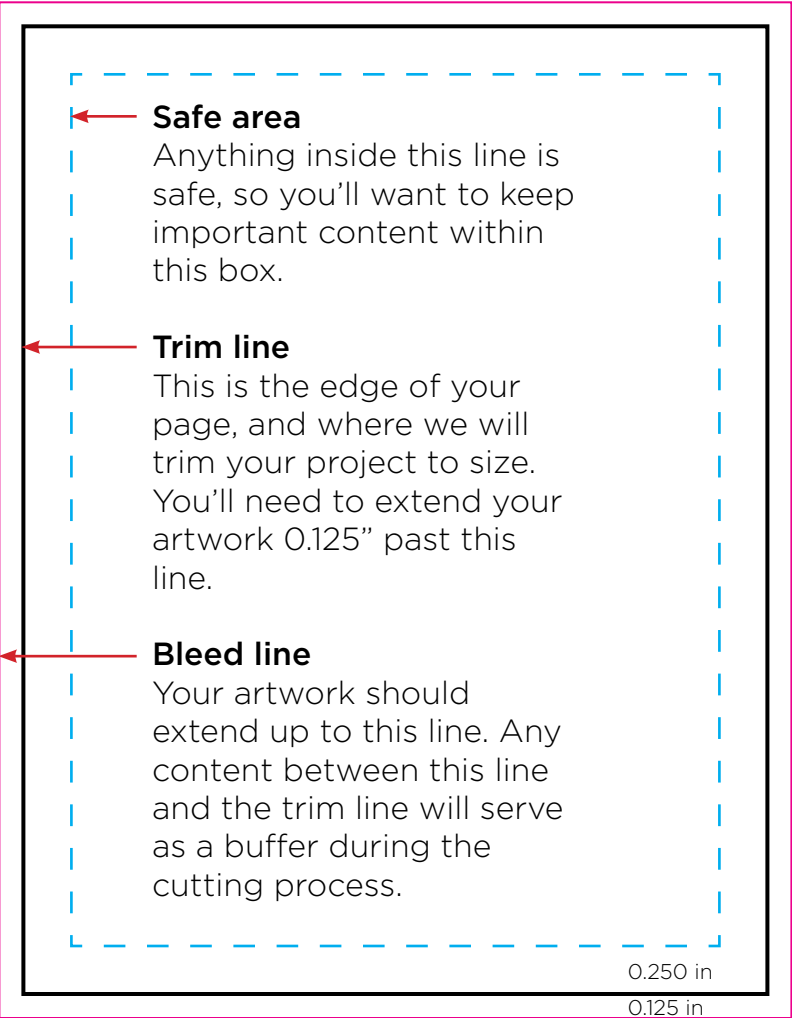 Safe area
Anything inside this line is
safe, so you’ll want to keep
important content within
this box.
Trim line
This is the edge of your
page, and where we will
trim your project to size.
You’ll need to extend your
artwork 0.125” past this
line.
Bleed line
Your artwork should
extend up to this line. Any
content between this line
and the trim line will serve
as a buffer during the
cutting process.
0.250 in
0.125 in